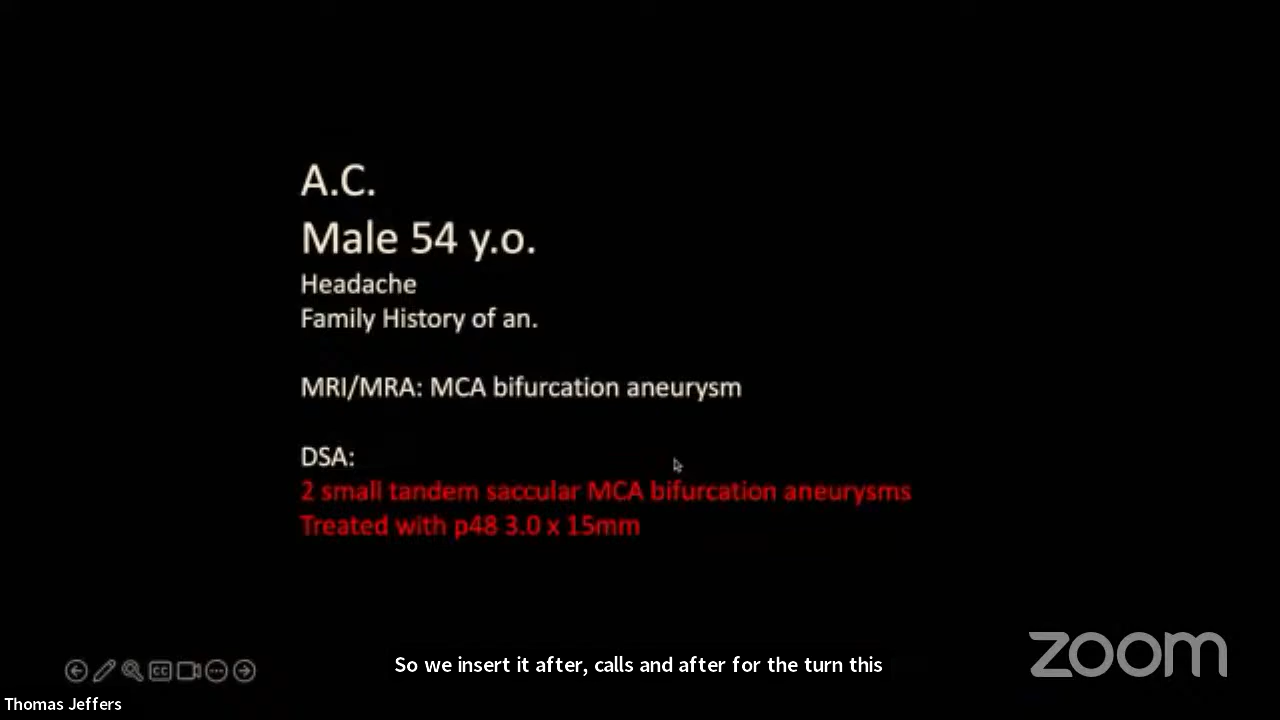 A.C.
Male 54 y.o.
Headache
Family History of an.
MRI/MRA: MCA bifurcation aneurysm
DSA:
2 small tandem saccular MCA bifurcation aneurysms
Treated with p48 3.0 x 15mm
CC
So we insert it after, calls and after for the turn this
zoom
Thomas Jeffers